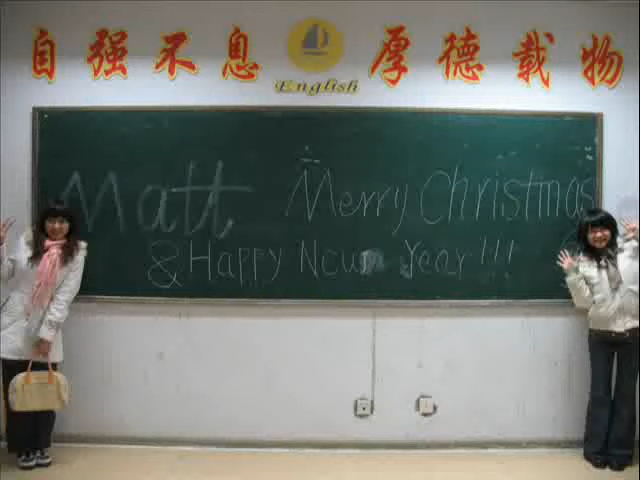 自强不息 厚德载物
English
Matt Merry Christmas
& Happy New Year!!!